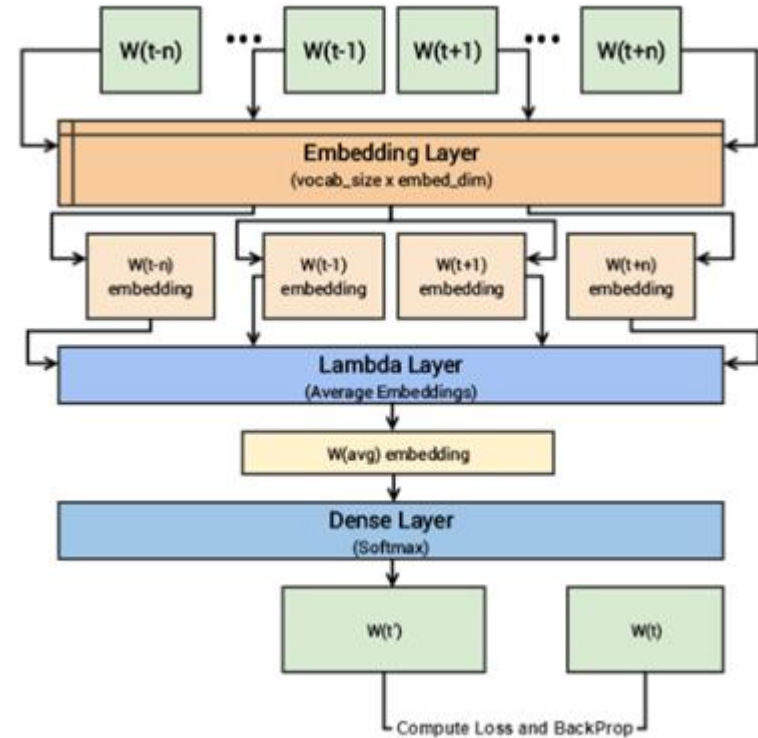 W(t-n) ••• W(t-1) W(t+1) ••• W(t+n)
Embedding Layer
(vocab_size x embed_dim)
W(t-n) W(t-1) W(t+1) W(t+n)
embedding embedding embedding embedding
Lambda Layer
(Average Embeddings)
W(avg) embedding
Dense Layer
(Softmax)
W(t') W(t)
Compute Loss and BackProp